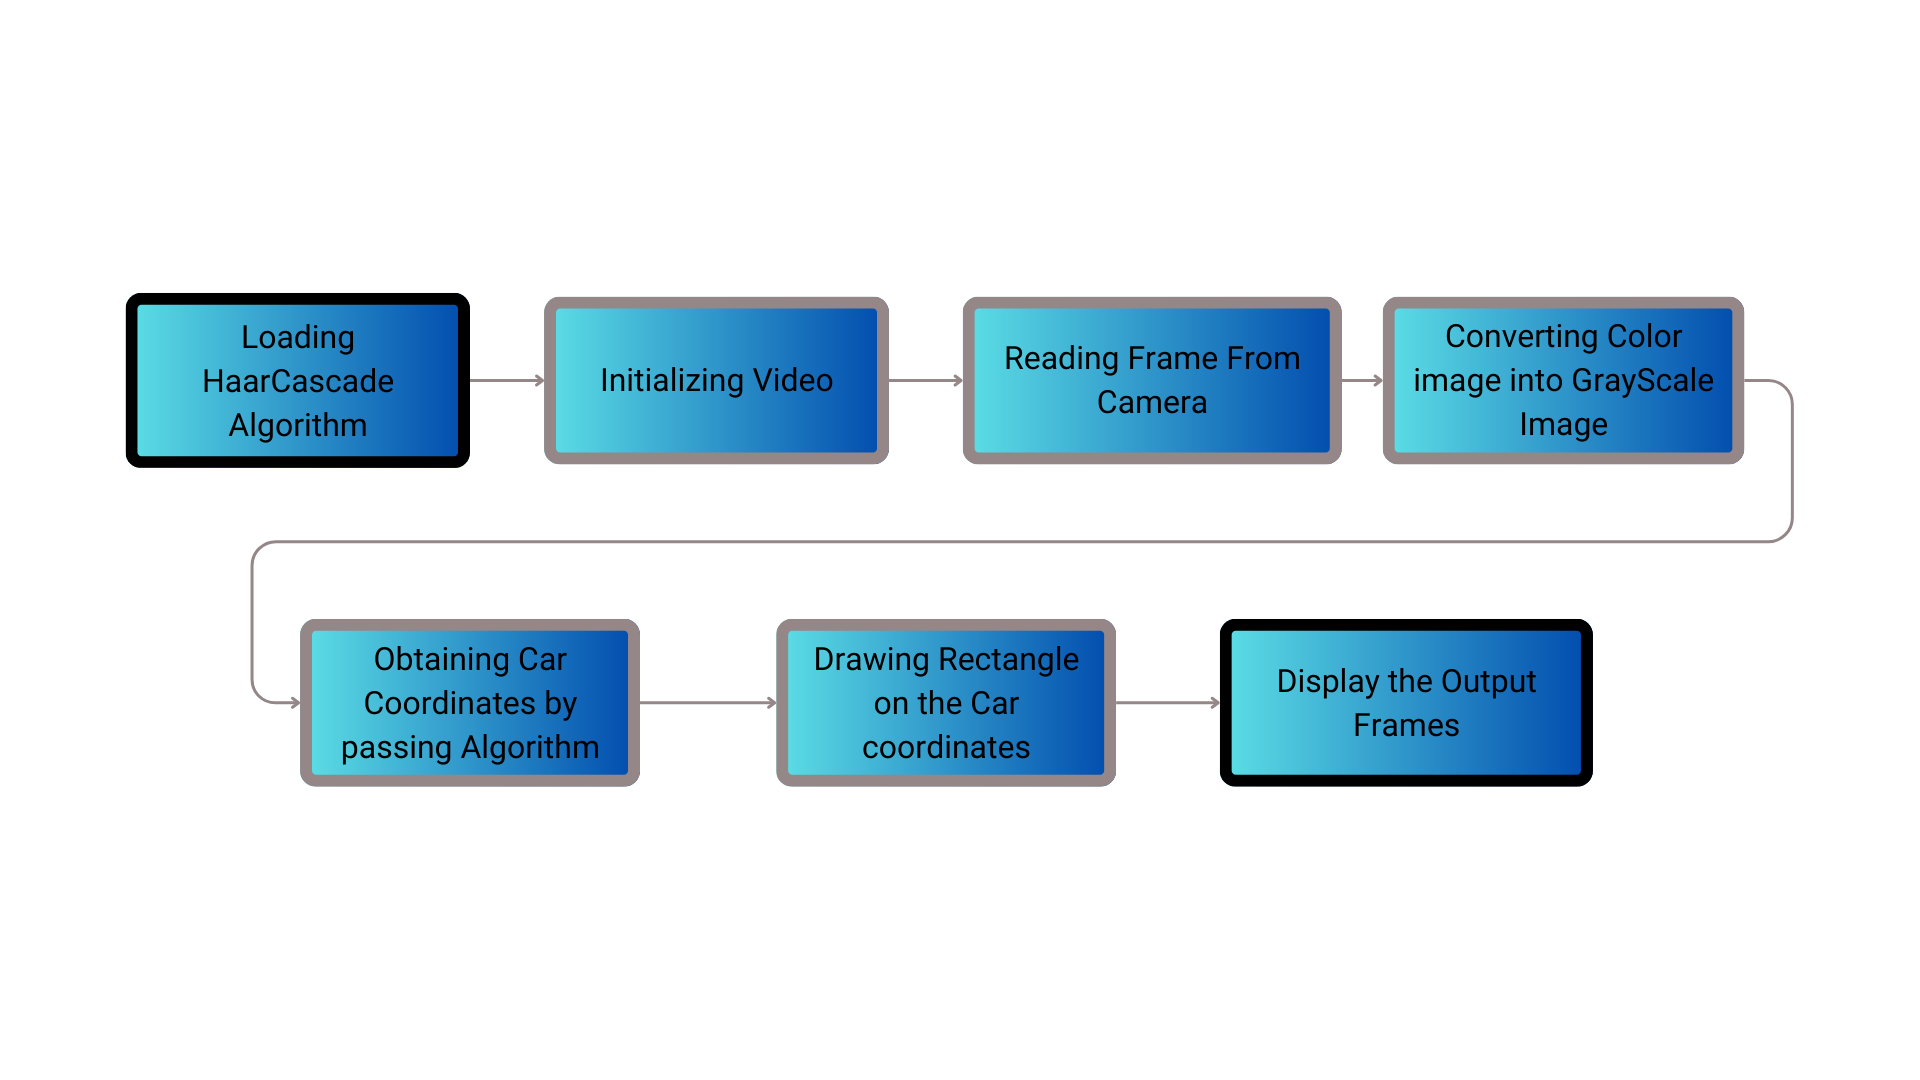 Loading
HaarCascade
Algorithm
Initializing Video
Reading Frame From
Camera
Converting Color
image into GrayScale
Image
Obtaining Car
Coordinates by
passing Algorithm
Drawing Rectangle
on the Car
coordinates
Display the Output
Frames